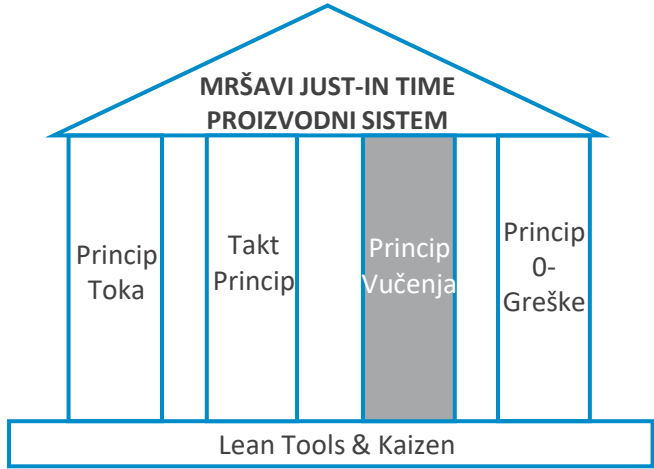 MRŠAVI JUST-IN TIME
PROIZVODNI SISTEM
Princip
Toka
Takt
Princip
Princip
Vučenja
Princip
0-
Greške
Lean Tools & Kaizen